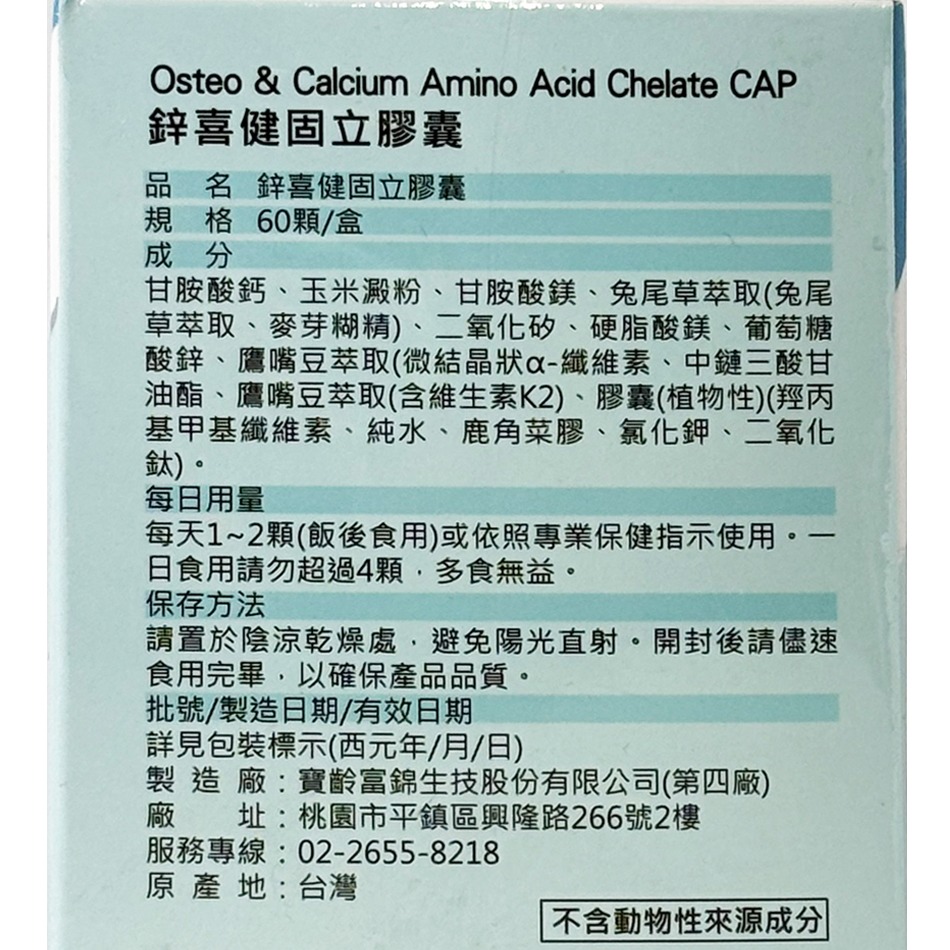 Osteo & Calcium Amino Acid Chelate CAP
鋅喜健固立膠囊
品 名 鋅喜健固立膠囊
規 格 60顆/盒
成 分
甘胺酸鈣、玉米澱粉、甘胺酸鎂、兔尾
草萃取(兔尾草萃取、麥芽糊精)、二氧化矽、硬脂酸鎂、葡萄糖
酸鋅、鷹嘴豆萃取(微結晶狀α-纖維素、中鏈三酸甘
油酯、鷹嘴豆萃取(含維生素K2)、膠囊(植物性)(羥丙
基甲基纖維素、純水、鹿角菜膠、氯化鉀、二氧化
鈦)。
每日用量
每天1~2顆(飯後食用)或依照專業保健指示使用。一
日食用請勿超過4顆，多食無益。
保存方法
請置於陰涼乾燥處，避免陽光直射。開封後請儘速
食用完畢，以確保產品品質。
批號/製造日期/有效日期
詳見包裝標示(西元年/月/日)
製 造 廠：寶齡富錦生技股份有限公司(第四廠)
廠 址：桃園市平鎮區興隆路266號2樓
服務專線：02-2655-8218
原 產 地：台灣
不含動物性來源成分